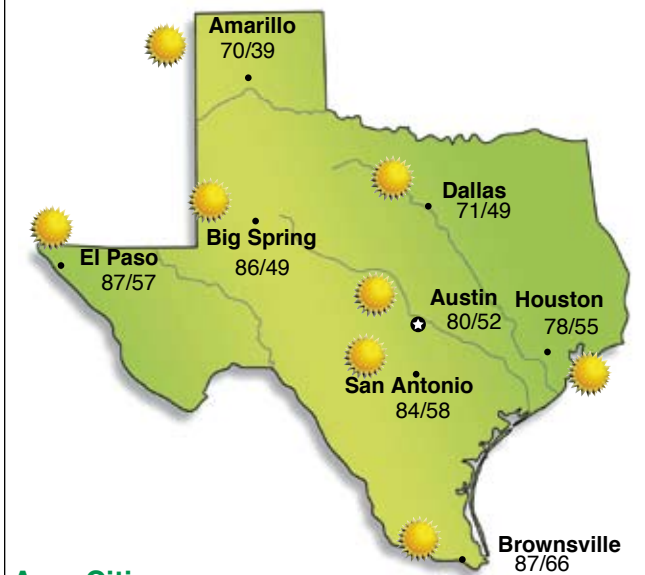 Amarillo
70/39
Dallas
71/49
Big Spring
86/49
El Paso
87/57
Austin
80/52
Houston
78/55
San Antonio
84/58
Brownsville
87/66